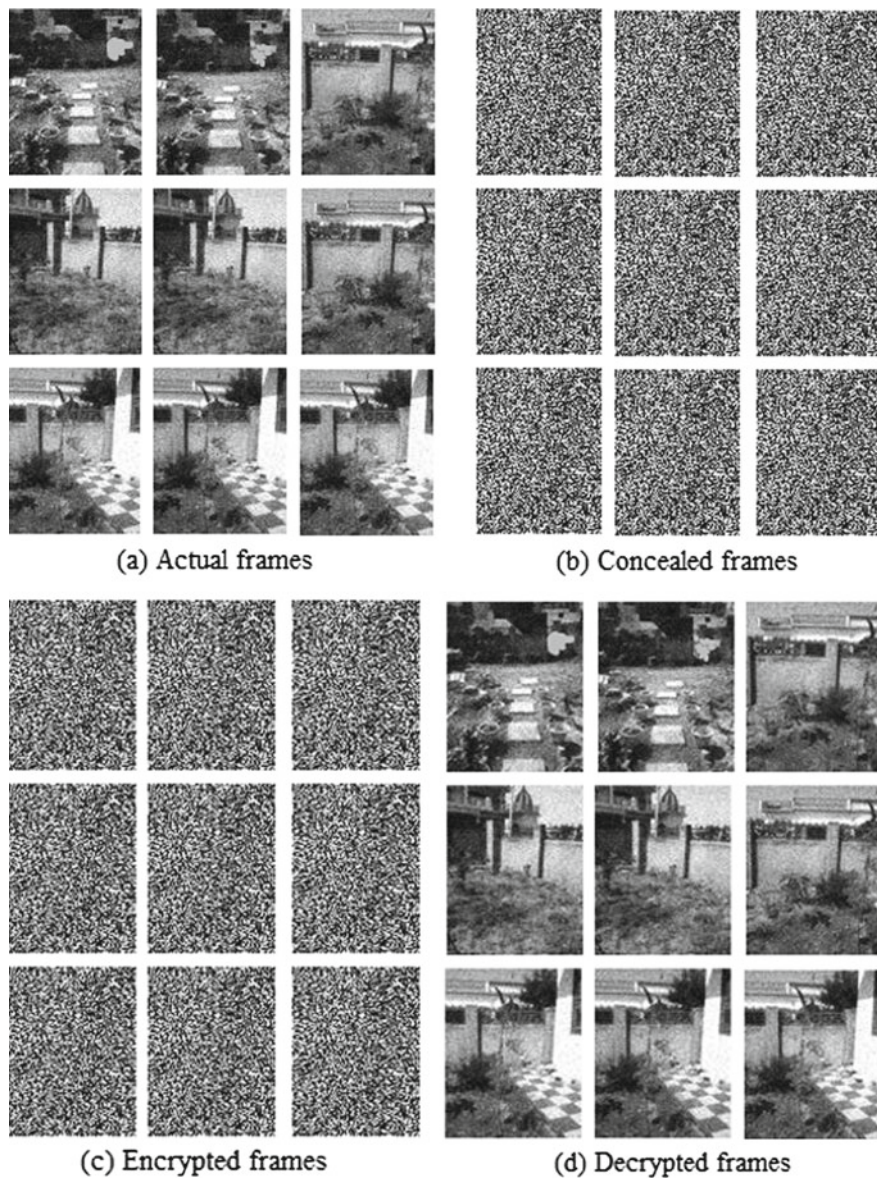 (a) Actual frames
(b) Concealed frames
(c) Encrypted frames
(d) Decrypted frames